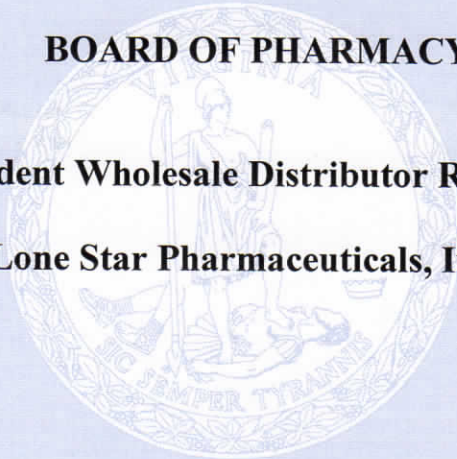 BOARD OF PHARMACY
VIRGINIA
dent Wholesale Distributor R
Lone Star Pharmaceuticals, I
SIC SEMPER TYRANNIS